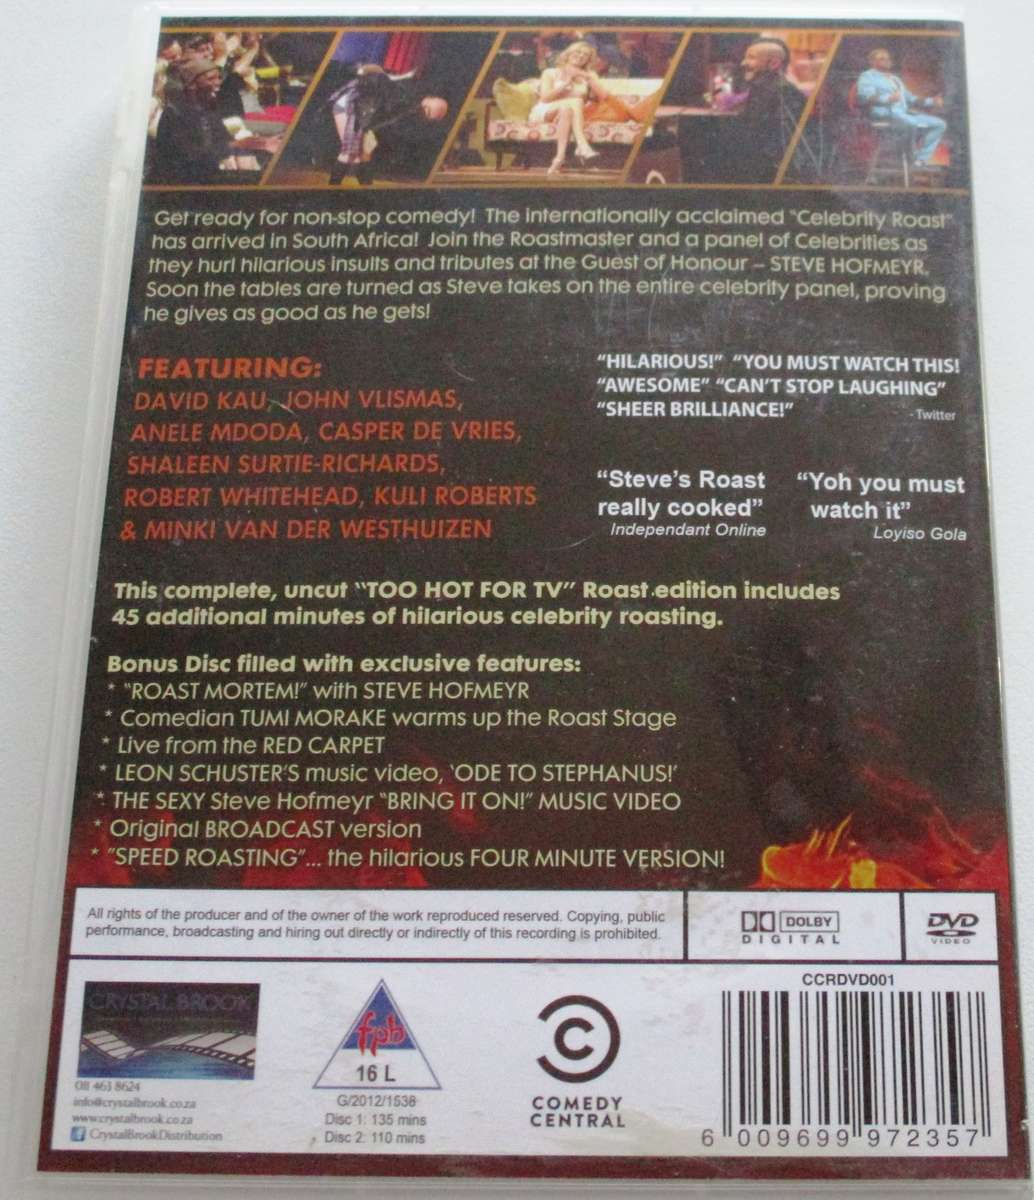 Get ready for non-stop comedy! The internationally acclaimed "Celebrity Roast"
has arrived in South Africa! Join the Roastmaster and a panel of Celebrities as
they hurl hilarious insults and tributes at the Guest of Honour – STEVE HOFMEYR.
Soon the tables are turned as Steve takes on the entire celebrity panel, proving
he gives as good as he gets!
FEATURING:
DAVID KAU, JOHN VLISMAS,
ANELE MDODA, CASPER DE VRIES,
SHALEEN SURTIE-RICHARDS,
ROBERT WHITEHEAD, KULI ROBERTS
& MINKI VAN DER WESTHUIZEN
"HILARIOUS!" "YOU MUST WATCH THIS!
"AWESOME" "CAN'T STOP LAUGHING"
"SHEER BRILLIANCE!"
- Twitter
"Steve's Roast
really cooked"
Independant Online
"Yoh you must
watch it"
Loyiso Gola
This complete, uncut "TOO HOT FOR TV" Roast edition includes
45 additional minutes of hilarious celebrity roasting.
Bonus Disc filled with exclusive features:
* "ROAST MORTEM!" with STEVE HOFMEYR
* Comedian TUMI MORAKE warms up the Roast Stage
* Live from the RED CARPET
* LEON SCHUSTER'S music video, 'ODE TO STEPHANUS!'
* THE SEXY Steve Hofmeyr "BRING IT ON!" MUSIC VIDEO
* Original BROADCAST version
* "SPEED ROASTING"... the hilarious FOUR MINUTE VERSION!
All rights of the producer and of the owner of the work reproduced reserved. Copying, public
performance, broadcasting and hiring out directly or indirectly of this recording is prohibited.
DOLBY
DIGITAL
DVD
VIDEO
CRYSTAL BROOK
011 463 8624
info@crystalbrook.co.za
www.crystalbrook.co.za
f CrystalBrookDistribution
fpb
16 L
G/2012/1538
Disc 1: 135 mins
Disc 2: 110 mins
C
COMEDY
CENTRAL
CCRDVD001
6 009699 972357